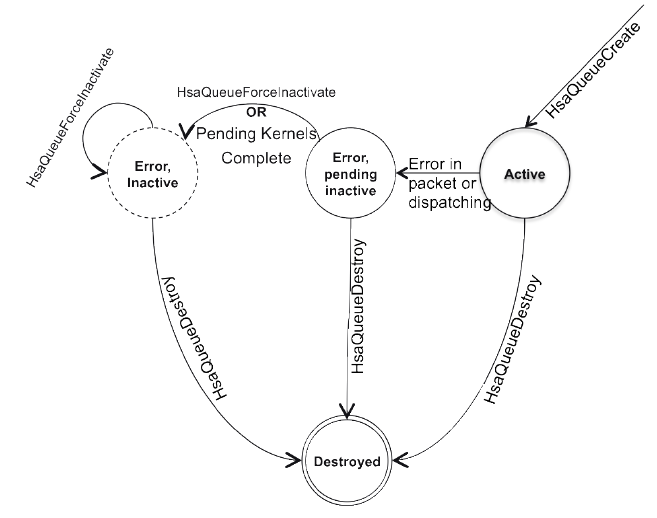 HsaQueueCreate
HsaQueueForceInactivate
HsaQueueForceInactivate
OR
Pending Kernels
Complete
Error,
Inactive
Error,
pending
inactive
Error in
packet or
dispatching
Active
HsaQueueDestroy
HsaQueueDestroy
HsaQueueDestroy
Destroyed